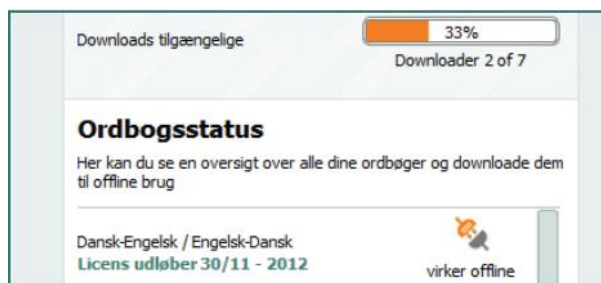 Downloads tilgængelige
33%
Downloader 2 of 7
Ordbogsstatus
Her kan du se en oversigt over alle dine ordbøger og downloade dem
til offline brug
Dansk-Engelsk / Engelsk-Dansk
Licens udløber 30/11 - 2012
virker offline